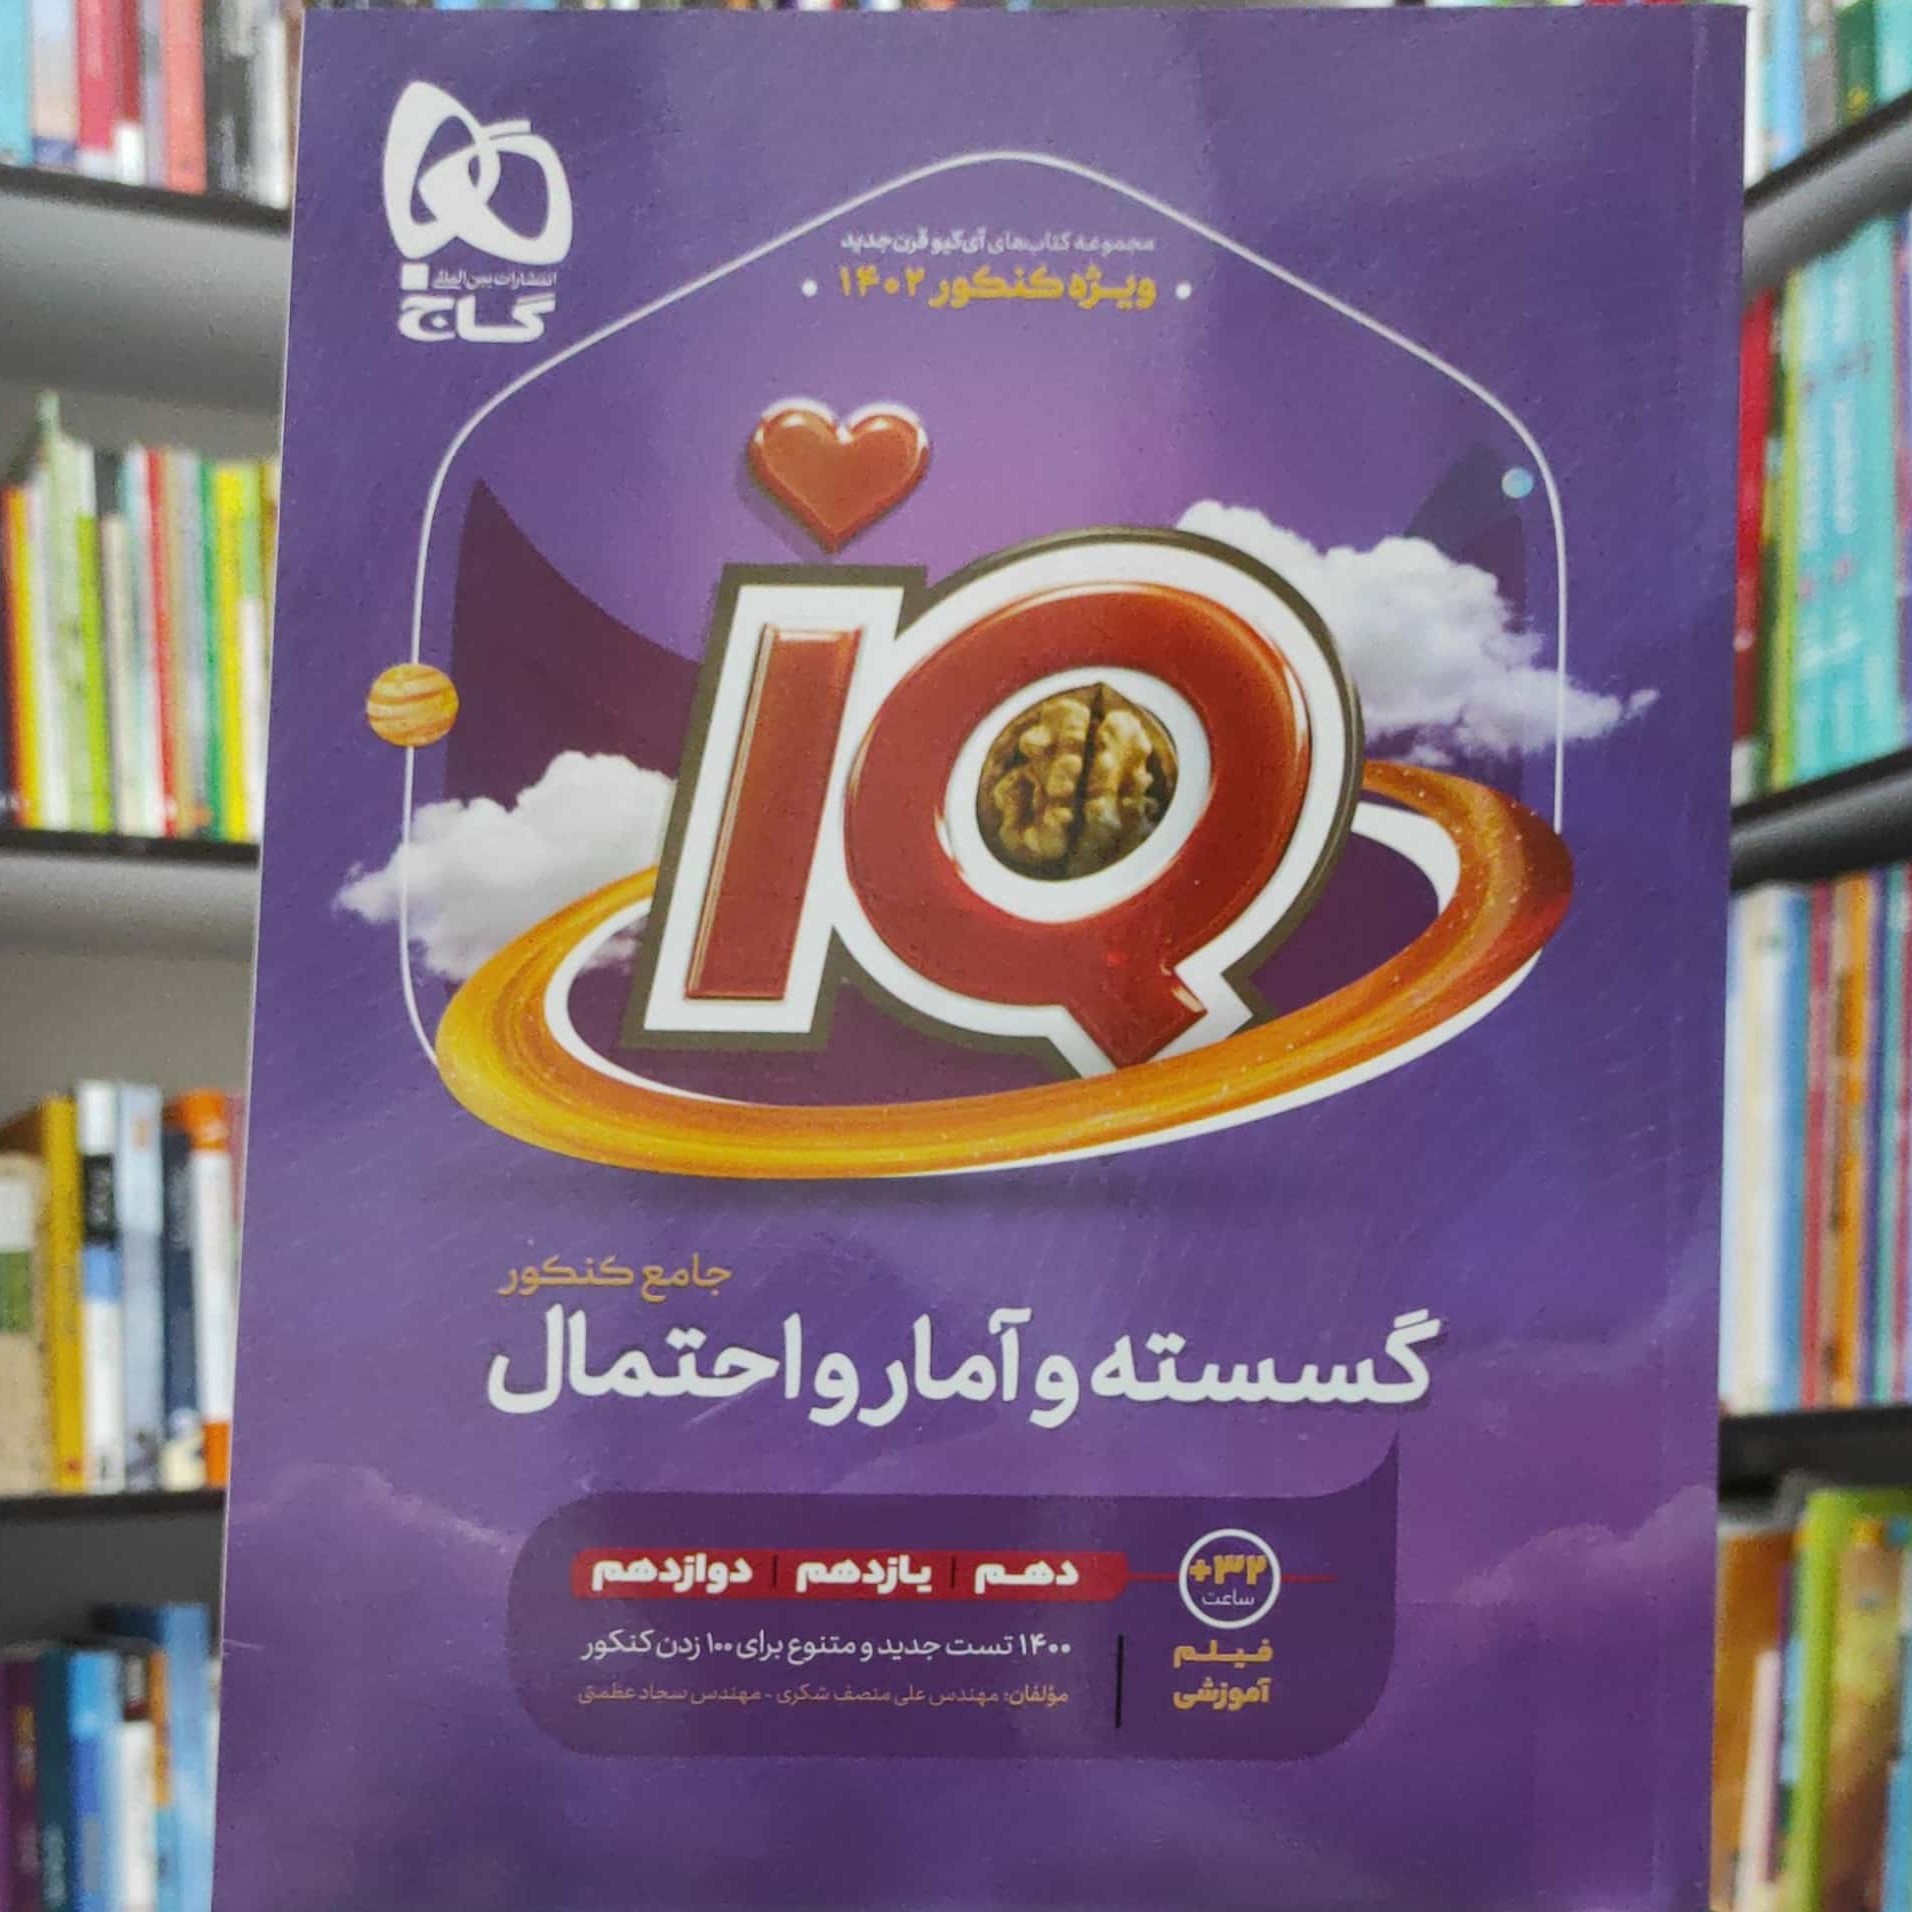 انتشارات بین‌المللی
گاج
مجموعه کتاب‌های آی‌کیو قرن جدید
• ویژه کنکور ۱۴۰۲ •
IQ
جامع کنکور
گسسته و آمار و احتمال
+۳۲
ساعت
فیلم
آموزشی
دهم | یازدهم | دوازدهم
۱۴۰۰ تست جدید و متنوع برای ۱۰۰ زدن کنکور
مؤلفان: مهندس علی منصف شکری - مهندس سجاد عظمتی